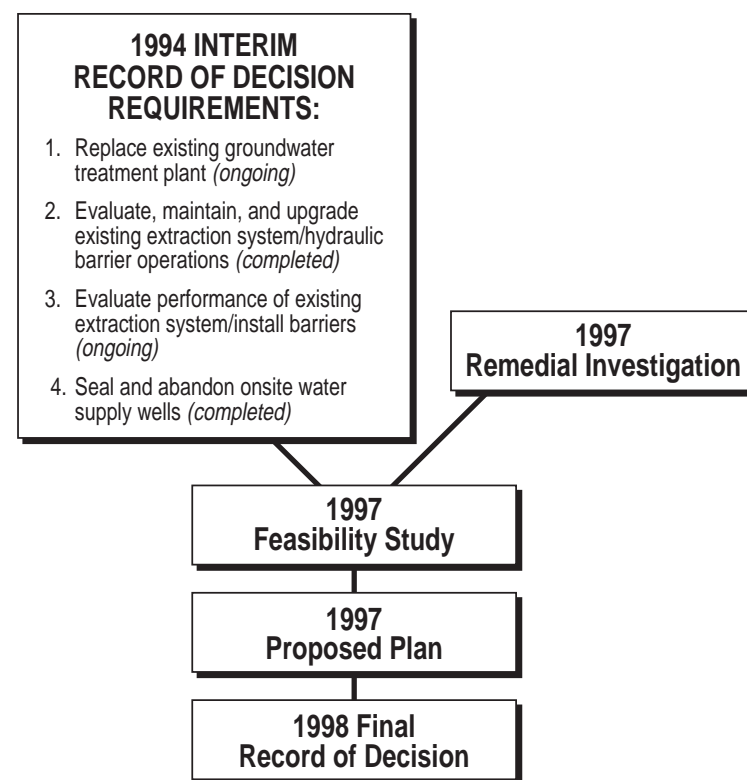 1994 INTERIM
RECORD OF DECISION
REQUIREMENTS:
1. Replace existing groundwater
treatment plant (ongoing)
2. Evaluate, maintain, and upgrade
existing extraction system/hydraulic
barrier operations (completed)
3. Evaluate performance of existing
extraction system/install barriers
(ongoing)
4. Seal and abandon onsite water
supply wells (completed)
1997
Remedial Investigation
1997
Feasibility Study
1997
Proposed Plan
1998 Final
Record of Decision